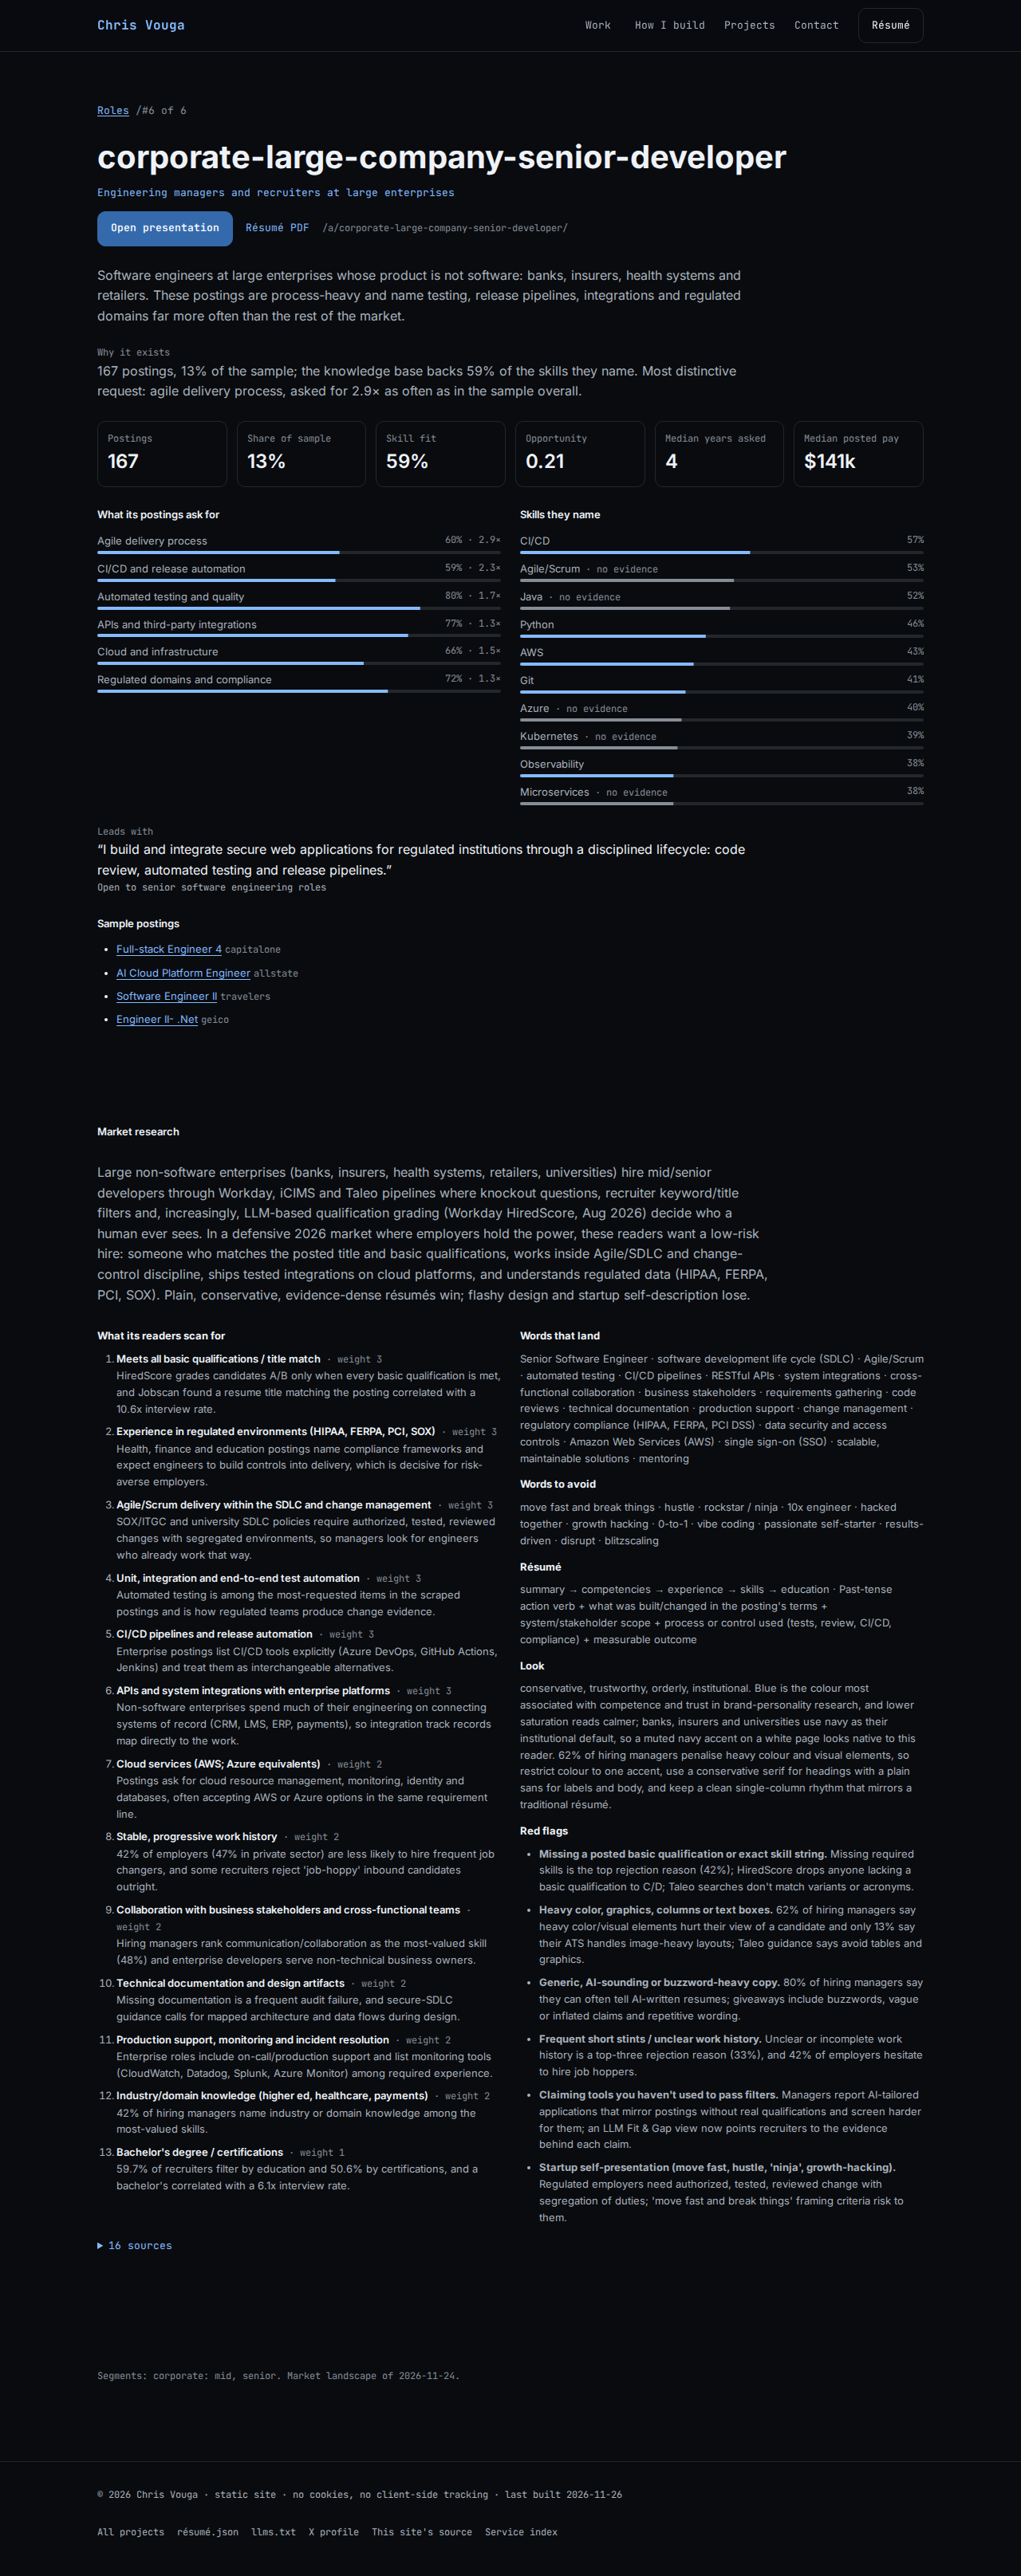 Chris Vouga
Work How I build Projects Contact Résumé
Roles /#6 of 6
corporate-large-company-senior-developer
Engineering managers and recruiters at large enterprises
Open presentation Résumé PDF /a/corporate-large-company-senior-developer/
Software engineers at large enterprises whose product is not software: banks, insurers, health systems and
retailers. These postings are process-heavy and name testing, release pipelines, integrations and regulated
domains far more often than the rest of the market.
Why it exists
167 postings, 13% of the sample; the knowledge base backs 59% of the skills they name. Most distinctive
request: agile delivery process, asked for 2.9× as often as in the sample overall.
Postings
167
Share of sample
13%
Skill fit
59%
Opportunity
0.21
Median years asked
4
Median posted pay
$141k
What its postings ask for
Agile delivery process 60% · 2.9×
CI/CD and release automation 59% · 2.3×
Automated testing and quality 80% · 1.7×
APIs and third-party integrations 77% · 1.3×
Cloud and infrastructure 66% · 1.5×
Regulated domains and compliance 72% · 1.3×
Skills they name
CI/CD 57%
Agile/Scrum · no evidence 53%
Java · no evidence 52%
Python 46%
AWS 43%
Git 41%
Azure · no evidence 40%
Kubernetes · no evidence 39%
Observability 38%
Microservices · no evidence 38%
Leads with
“I build and integrate secure web applications for regulated institutions through a disciplined lifecycle: code
review, automated testing and release pipelines.”
Open to senior software engineering roles
Sample postings
• Full-stack Engineer 4 capitalone
• AI Cloud Platform Engineer allstate
• Software Engineer II travelers
• Engineer II- .Net geico
Market research
Large non-software enterprises (banks, insurers, health systems, retailers, universities) hire mid/senior
developers through Workday, iCIMS and Taleo pipelines where knockout questions, recruiter keyword/title
filters and, increasingly, LLM-based qualification grading (Workday HiredScore, Aug 2026) decide who a
human ever sees. In a defensive 2026 market where employers hold the power, these readers want a low-risk
hire: someone who matches the posted title and basic qualifications, works inside Agile/SDLC and change-
control discipline, ships tested integrations on cloud platforms, and understands regulated data (HIPAA, FERPA,
PCI, SOX). Plain, conservative, evidence-dense résumés win; flashy design and startup self-description lose.
What its readers scan for
1. Meets all basic qualifications / title match · weight 3
HiredScore grades candidates A/B only when every basic qualification is met,
and Jobscan found a resume title matching the posting correlated with a
10.6x interview rate.
2. Experience in regulated environments (HIPAA, FERPA, PCI, SOX) · weight 3
Health, finance and education postings name compliance frameworks and
expect engineers to build controls into delivery, which is decisive for risk-
averse employers.
3. Agile/Scrum delivery within the SDLC and change management · weight 3
SOX/ITGC and university SDLC policies require authorized, tested, reviewed
changes with segregated environments, so managers look for engineers
who already work that way.
4. Unit, integration and end-to-end test automation · weight 3
Automated testing is among the most-requested items in the scraped
postings and is how regulated teams produce change evidence.
5. CI/CD pipelines and release automation · weight 3
Enterprise postings list CI/CD tools explicitly (Azure DevOps, GitHub Actions,
Jenkins) and treat them as interchangeable alternatives.
6. APIs and system integrations with enterprise platforms · weight 3
Non-software enterprises spend much of their engineering on connecting
systems of record (CRM, LMS, ERP, payments), so integration track records
map directly to the work.
7. Cloud services (AWS; Azure equivalents) · weight 2
Postings ask for cloud resource management, monitoring, identity and
databases, often accepting AWS or Azure options in the same requirement
line.
8. Stable, progressive work history · weight 2
42% of employers (47% in private sector) are less likely to hire frequent job
changers, and some recruiters reject 'job-hoppy' inbound candidates
outright.
9. Collaboration with business stakeholders and cross-functional teams ·
weight 2
Hiring managers rank communication/collaboration as the most-valued skill
(48%) and enterprise developers serve non-technical business owners.
10. Technical documentation and design artifacts · weight 2
Missing documentation is a frequent audit failure, and secure-SDLC
guidance calls for mapped architecture and data flows during design.
11. Production support, monitoring and incident resolution · weight 2
Enterprise roles include on-call/production support and list monitoring tools
(CloudWatch, Datadog, Splunk, Azure Monitor) among required experience.
12. Industry/domain knowledge (higher ed, healthcare, payments) · weight 2
42% of hiring managers name industry or domain knowledge among the
most-valued skills.
13. Bachelor's degree / certifications · weight 1
59.7% of recruiters filter by education and 50.6% by certifications, and a
bachelor's correlated with a 6.1x interview rate.
Words that land
Senior Software Engineer · software development life cycle (SDLC) · Agile/Scrum
· automated testing · CI/CD pipelines · RESTful APIs · system integrations · cross-
functional collaboration · business stakeholders · requirements gathering · code
reviews · technical documentation · production support · change management ·
regulatory compliance (HIPAA, FERPA, PCI DSS) · data security and access
controls · Amazon Web Services (AWS) · single sign-on (SSO) · scalable,
maintainable solutions · mentoring
Words to avoid
move fast and break things · hustle · rockstar / ninja · 10x engineer · hacked
together · growth hacking · 0-to-1 · vibe coding · passionate self-starter · results-
driven · disrupt · blitzscaling
Résumé
summary → competencies → experience → skills → education · Past-tense
action verb + what was built/changed in the posting's terms +
system/stakeholder scope + process or control used (tests, review, CI/CD,
compliance) + measurable outcome
Look
conservative, trustworthy, orderly, institutional. Blue is the colour most
associated with competence and trust in brand-personality research, and lower
saturation reads calmer; banks, insurers and universities use navy as their
institutional default, so a muted navy accent on a white page looks native to this
reader. 62% of hiring managers penalise heavy colour and visual elements, so
restrict colour to one accent, use a conservative serif for headings with a plain
sans for labels and body, and keep a clean single-column rhythm that mirrors a
traditional résumé.
Red flags
• Missing a posted basic qualification or exact skill string. Missing required
skills is the top rejection reason (42%); HiredScore drops anyone lacking a
basic qualification to C/D; Taleo searches don't match variants or acronyms.
• Heavy color, graphics, columns or text boxes. 62% of hiring managers say
heavy color/visual elements hurt their view of a candidate and only 13% say
their ATS handles image-heavy layouts; Taleo guidance says avoid tables and
graphics.
• Generic, AI-sounding or buzzword-heavy copy. 80% of hiring managers say
they can often tell AI-written resumes; giveaways include buzzwords, vague
or inflated claims and repetitive wording.
• Frequent short stints / unclear work history. Unclear or incomplete work
history is a top-three rejection reason (33%), and 42% of employers hesitate
to hire job hoppers.
• Claiming tools you haven't used to pass filters. Managers report AI-tailored
applications that mirror postings without real qualifications and screen harder
for them; an LLM Fit & Gap view now points recruiters to the evidence
behind each claim.
• Startup self-presentation (move fast, hustle, 'ninja', growth-hacking).
Regulated employers need authorized, tested, reviewed change with
segregation of duties; 'move fast and break things' framing criteria risk to
them.
▶ 16 sources
Segments: corporate: mid, senior. Market landscape of 2026-11-24.
© 2026 Chris Vouga · static site · no cookies, no client-side tracking · last built 2026-11-26
All projects résumé.json llms.txt X profile This site's source Service index